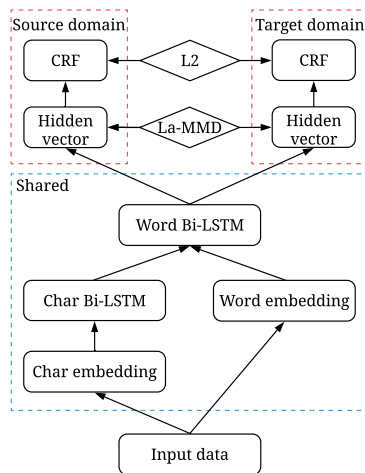 Source domain
Target domain
CRF
L2
CRF
Hidden
vector
La-MMD
Hidden
vector
Shared
Word Bi-LSTM
Char Bi-LSTM
Word embedding
Char embedding
Input data